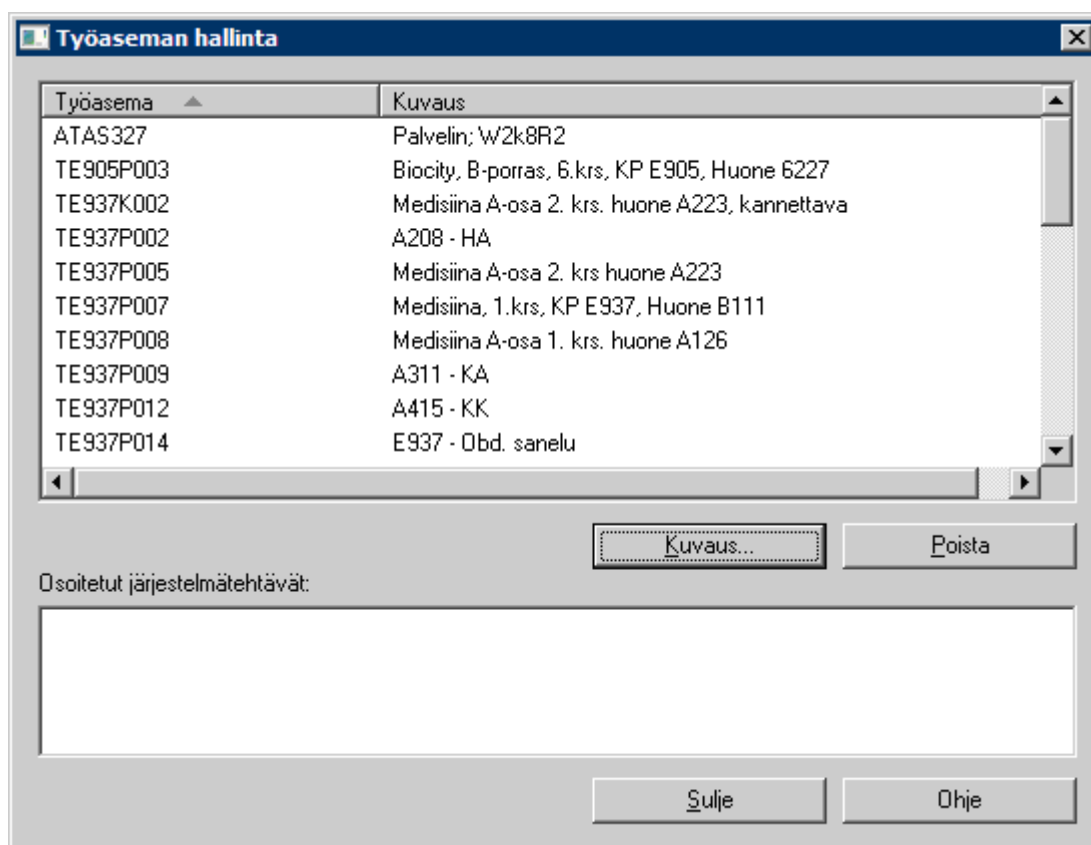 Työaseman hallinta
Työasema Kuvaus
ATAS327 Palvelin; W2k8R2
TE905P003 Biocity, B-porras, 6.krs, KP E905, Huone 6227
TE937K002 Medisiina A-osa 2. krs. huone A223, kannettava
TE937P002 A208 - HA
TE937P005 Medisiina A-osa 2. krs huone A223
TE937P007 Medisiina, 1.krs, KP E937, Huone B111
TE937P008 Medisiina A-osa 1. krs. huone A126
TE937P009 A311 - KA
TE937P012 A415 - KK
TE937P014 E937 - Obd. sanelu
Kuvaus... Poista
Osoitetut järjestelmätehtävät:
Sulje Ohje